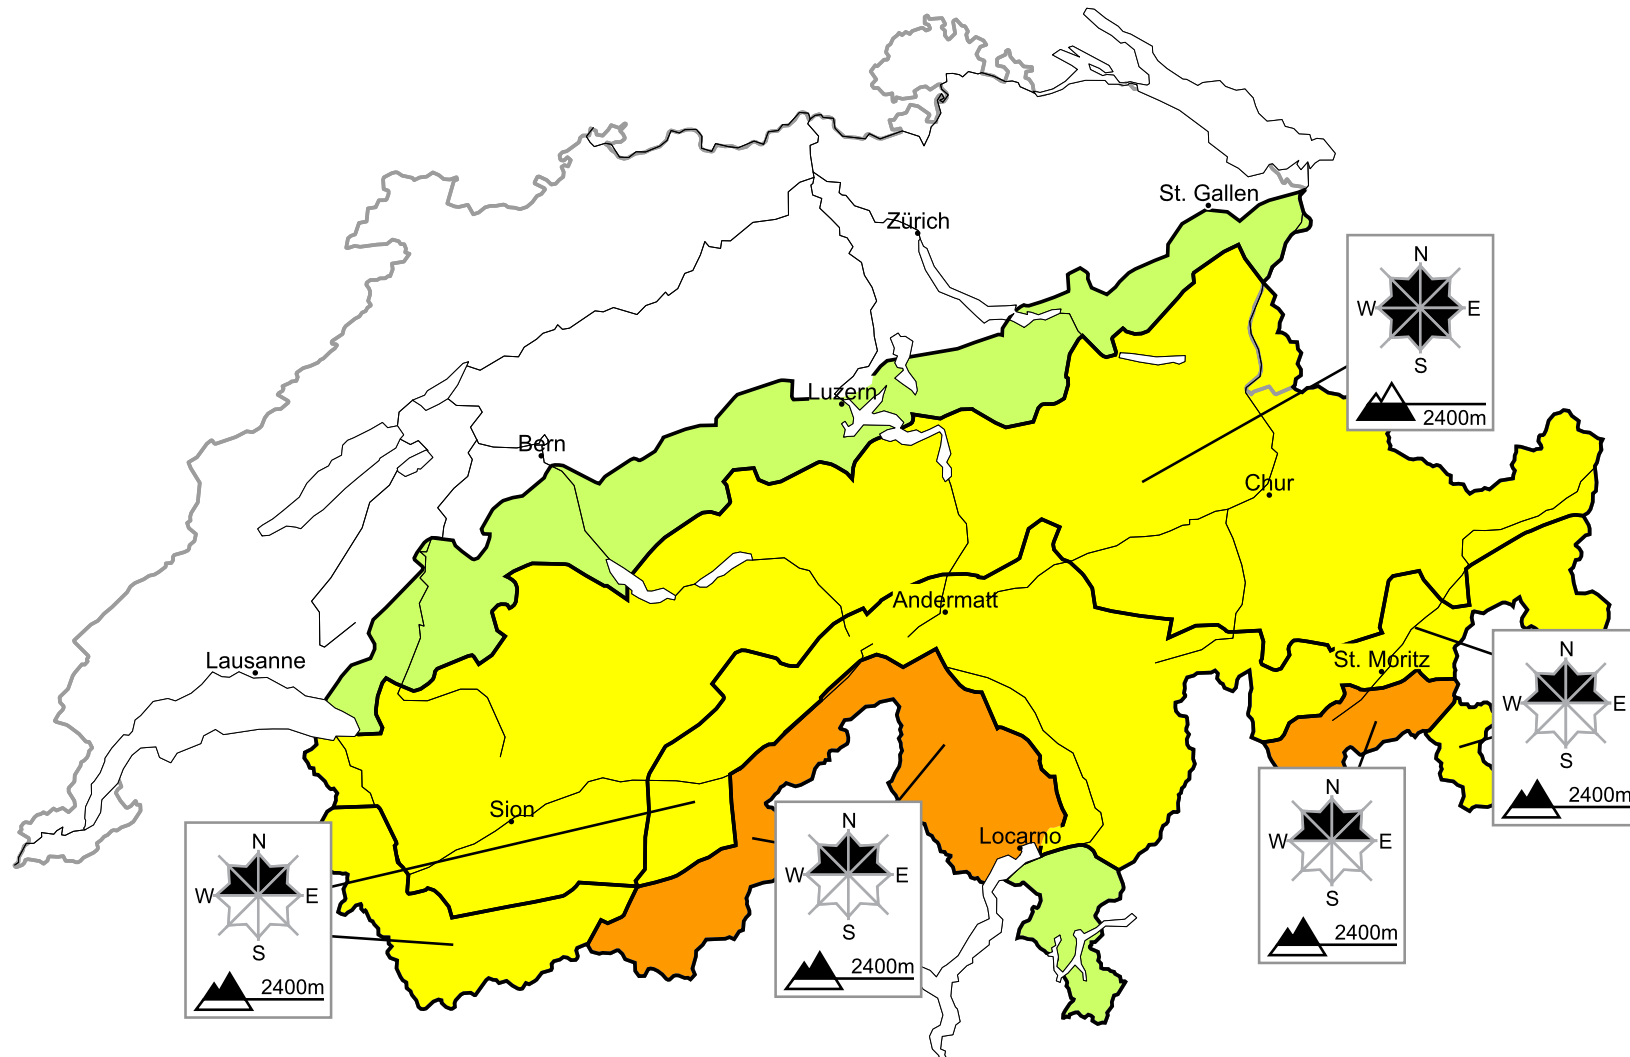 St. Gallen
Zürich
N
W E
S
2400m
Luzern
Bern
Chur
Andermatt
Lausanne
St. Moritz
N
W E
S
2400m
Sion
Locarno
N
W E
S
2400m
N
W E
S
2400m
N
W E
S
2400m